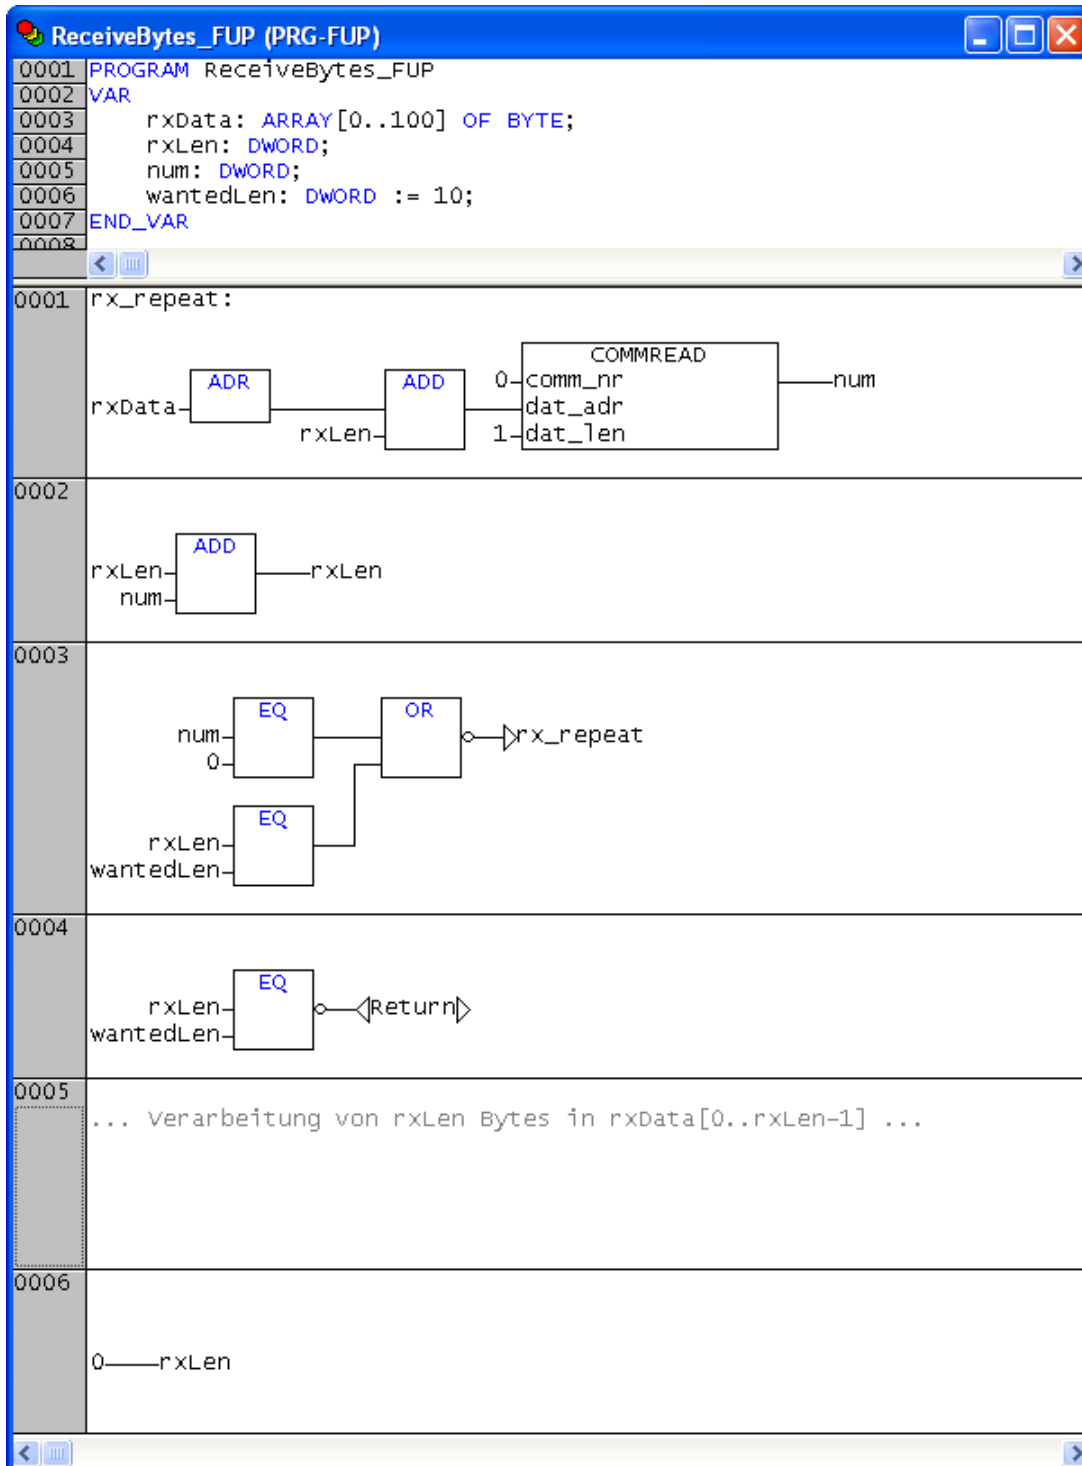 ReceiveBytes_FUP (PRG-FUP)
0001 PROGRAM ReceiveBytes_FUP
0002 VAR
0003 rxData: ARRAY[0..100] OF BYTE;
0004 rxLen: DWORD;
0005 num: DWORD;
0006 wantedLen: DWORD := 10;
0007 END_VAR
0008
0001 rx_repeat:
COMMREAD
ADR ADD 0 comm_nr num
rxData dat_adr
rxLen 1 dat_len
0002
ADD
rxLen rxLen
num
0003
EQ OR
num rx_repeat
0
EQ
rxLen
wantedLen
0004
EQ
rxLen Return
wantedLen
0005
... Verarbeitung von rxLen Bytes in rxData[0..rxLen-1] ...
0006
0 rxLen